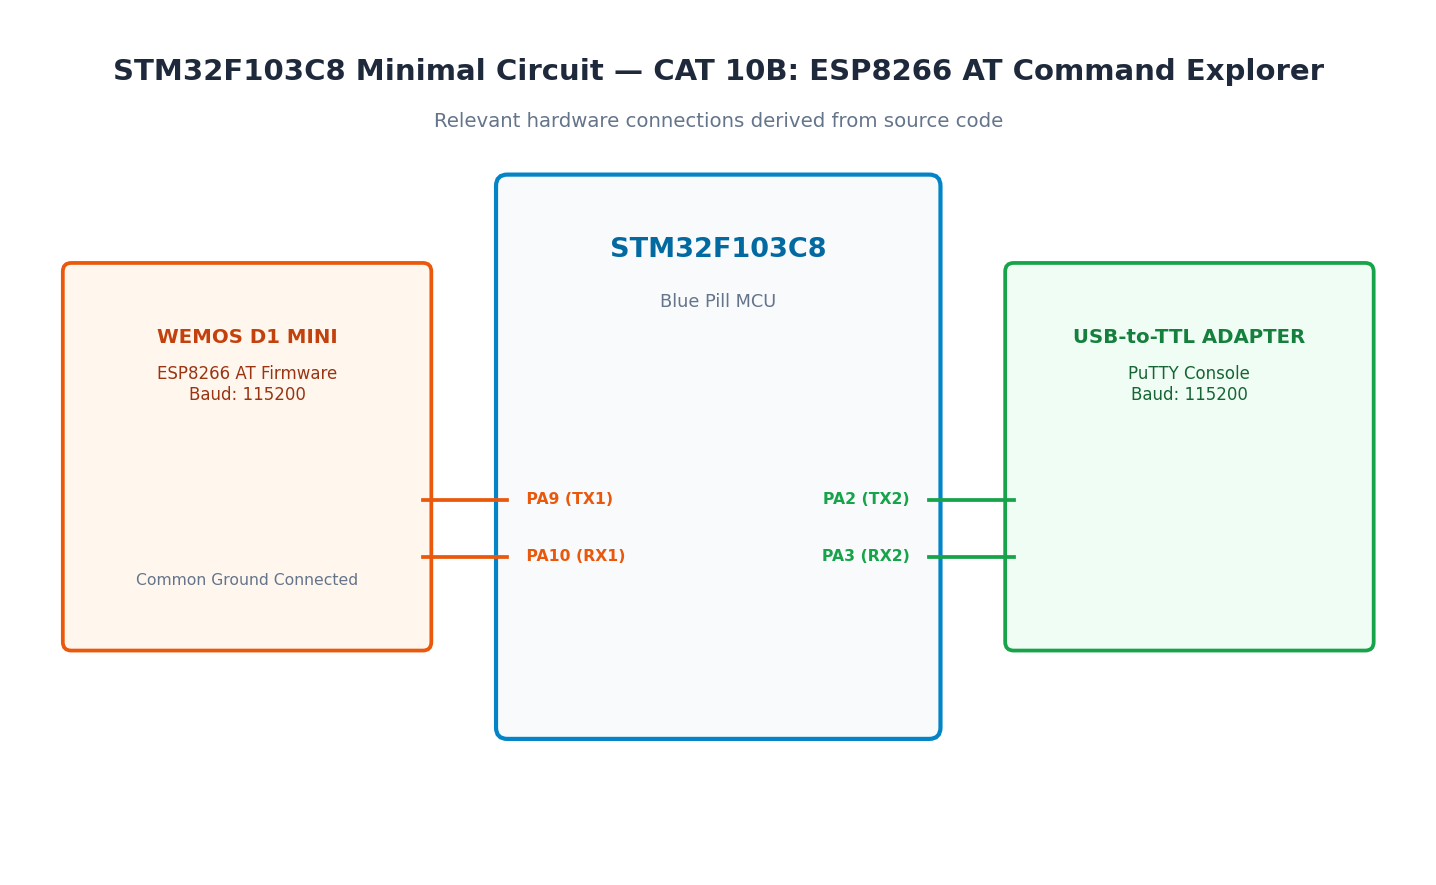 STM32F103C8 Minimal Circuit — CAT 10B: ESP8266 AT Command Explorer
Relevant hardware connections derived from source code
STM32F103C8
Blue Pill MCU
WEMOS D1 MINI
ESP8266 AT Firmware
Baud: 115200
USB-to-TTL ADAPTER
PuTTY Console
Baud: 115200
PA9 (TX1)
PA2 (TX2)
PA10 (RX1)
PA3 (RX2)
Common Ground Connected